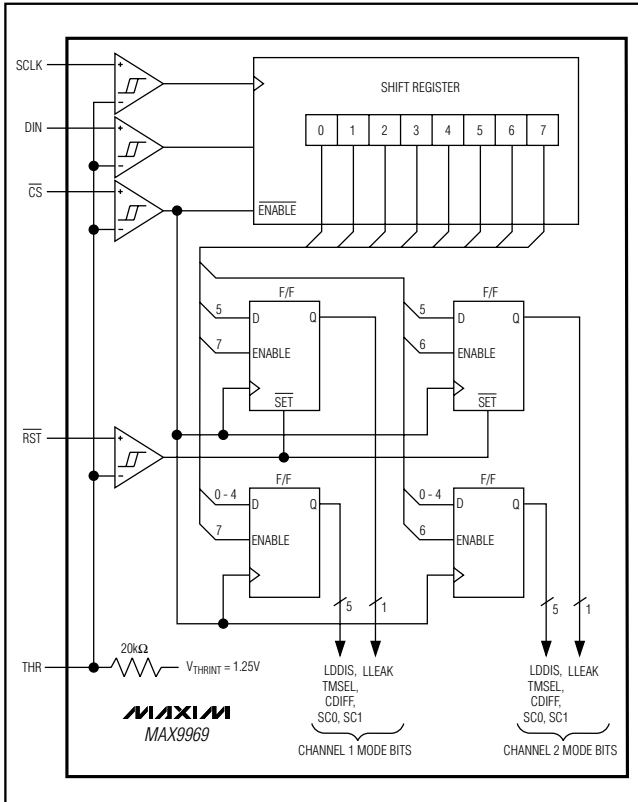 SCLK
SHIFT REGISTER
DIN
0 1 2 3 4 5 6 7
CS
ENABLE
F/F
F/F
5 D Q
5 D Q
7 ENABLE
6 ENABLE
SET
SET
RST
F/F
F/F
0 - 4 D Q
0 - 4 D Q
7 ENABLE
6 ENABLE
5 1
5 1
20kΩ
THR
VTHRINT = 1.25V
LDDIS, LLEAK
TMSEL,
CDIFF,
SC0, SC1
LDDIS, LLEAK
TMSEL,
CDIFF,
SC0, SC1
MAXIM
MAX9969
CHANNEL 1 MODE BITS
CHANNEL 2 MODE BITS